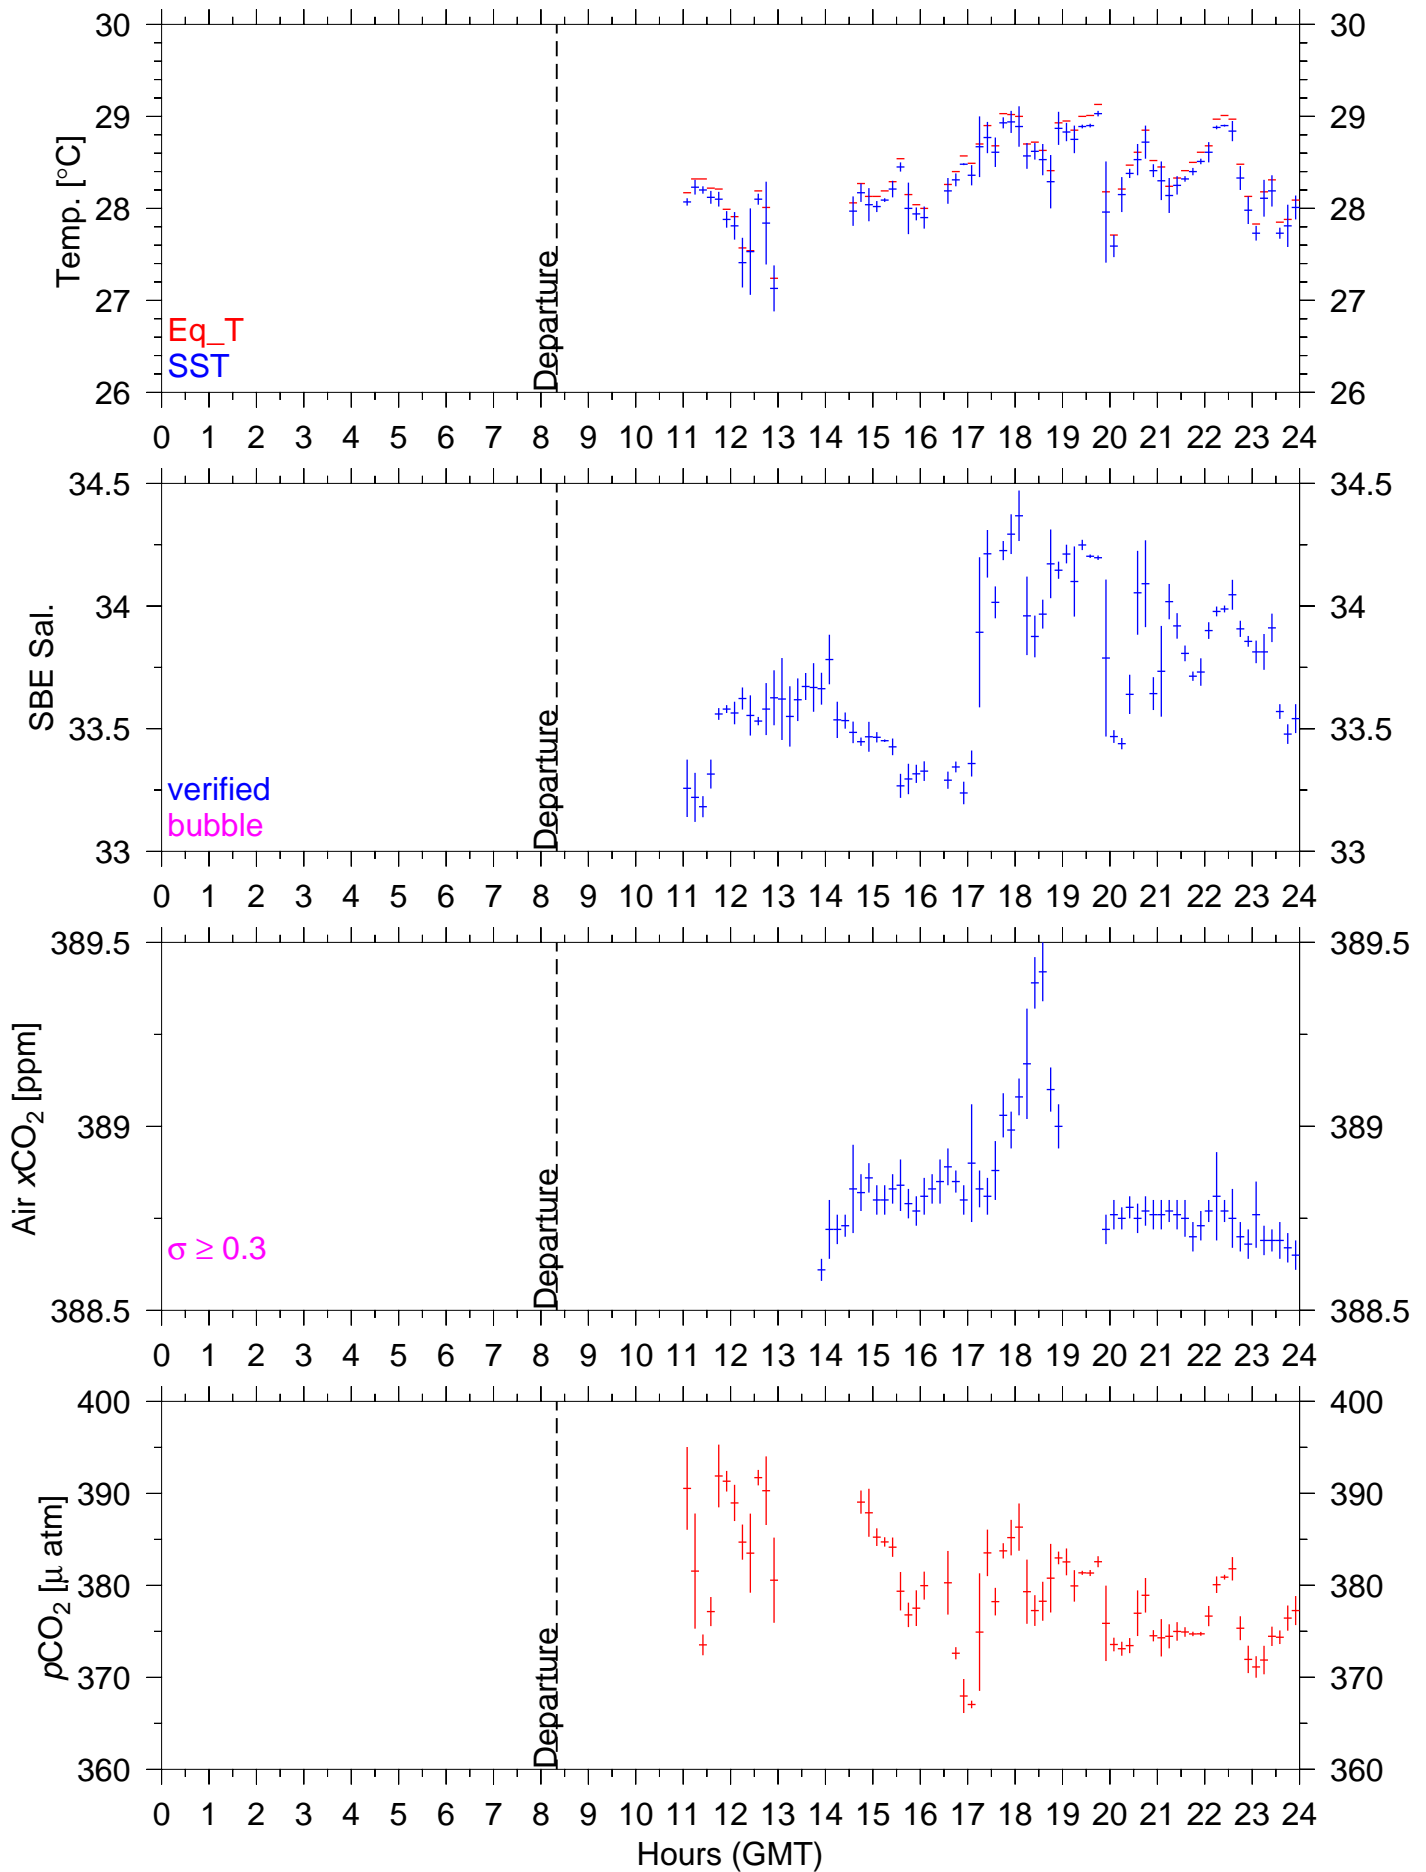 30 30
29 29
28 28
27 27
26 26
Temp. [°C]
Eq_T
SST
Departure
0 1 2 3 4 5 6 7 8 9 10 11 12 13 14 15 16 17 18 19 20 21 22 23 24
34.5 34.5
34 34
33.5 33.5
33 33
SBE Sal.
verified
bubble
Departure
0 1 2 3 4 5 6 7 8 9 10 11 12 13 14 15 16 17 18 19 20 21 22 23 24
389.5 389.5
389 389
388.5 388.5
Air xCO₂ [ppm]
σ ≥ 0.3
Departure
0 1 2 3 4 5 6 7 8 9 10 11 12 13 14 15 16 17 18 19 20 21 22 23 24
400 400
390 390
380 380
370 370
360 360
pCO₂ [μ atm]
Departure
0 1 2 3 4 5 6 7 8 9 10 11 12 13 14 15 16 17 18 19 20 21 22 23 24
Hours (GMT)